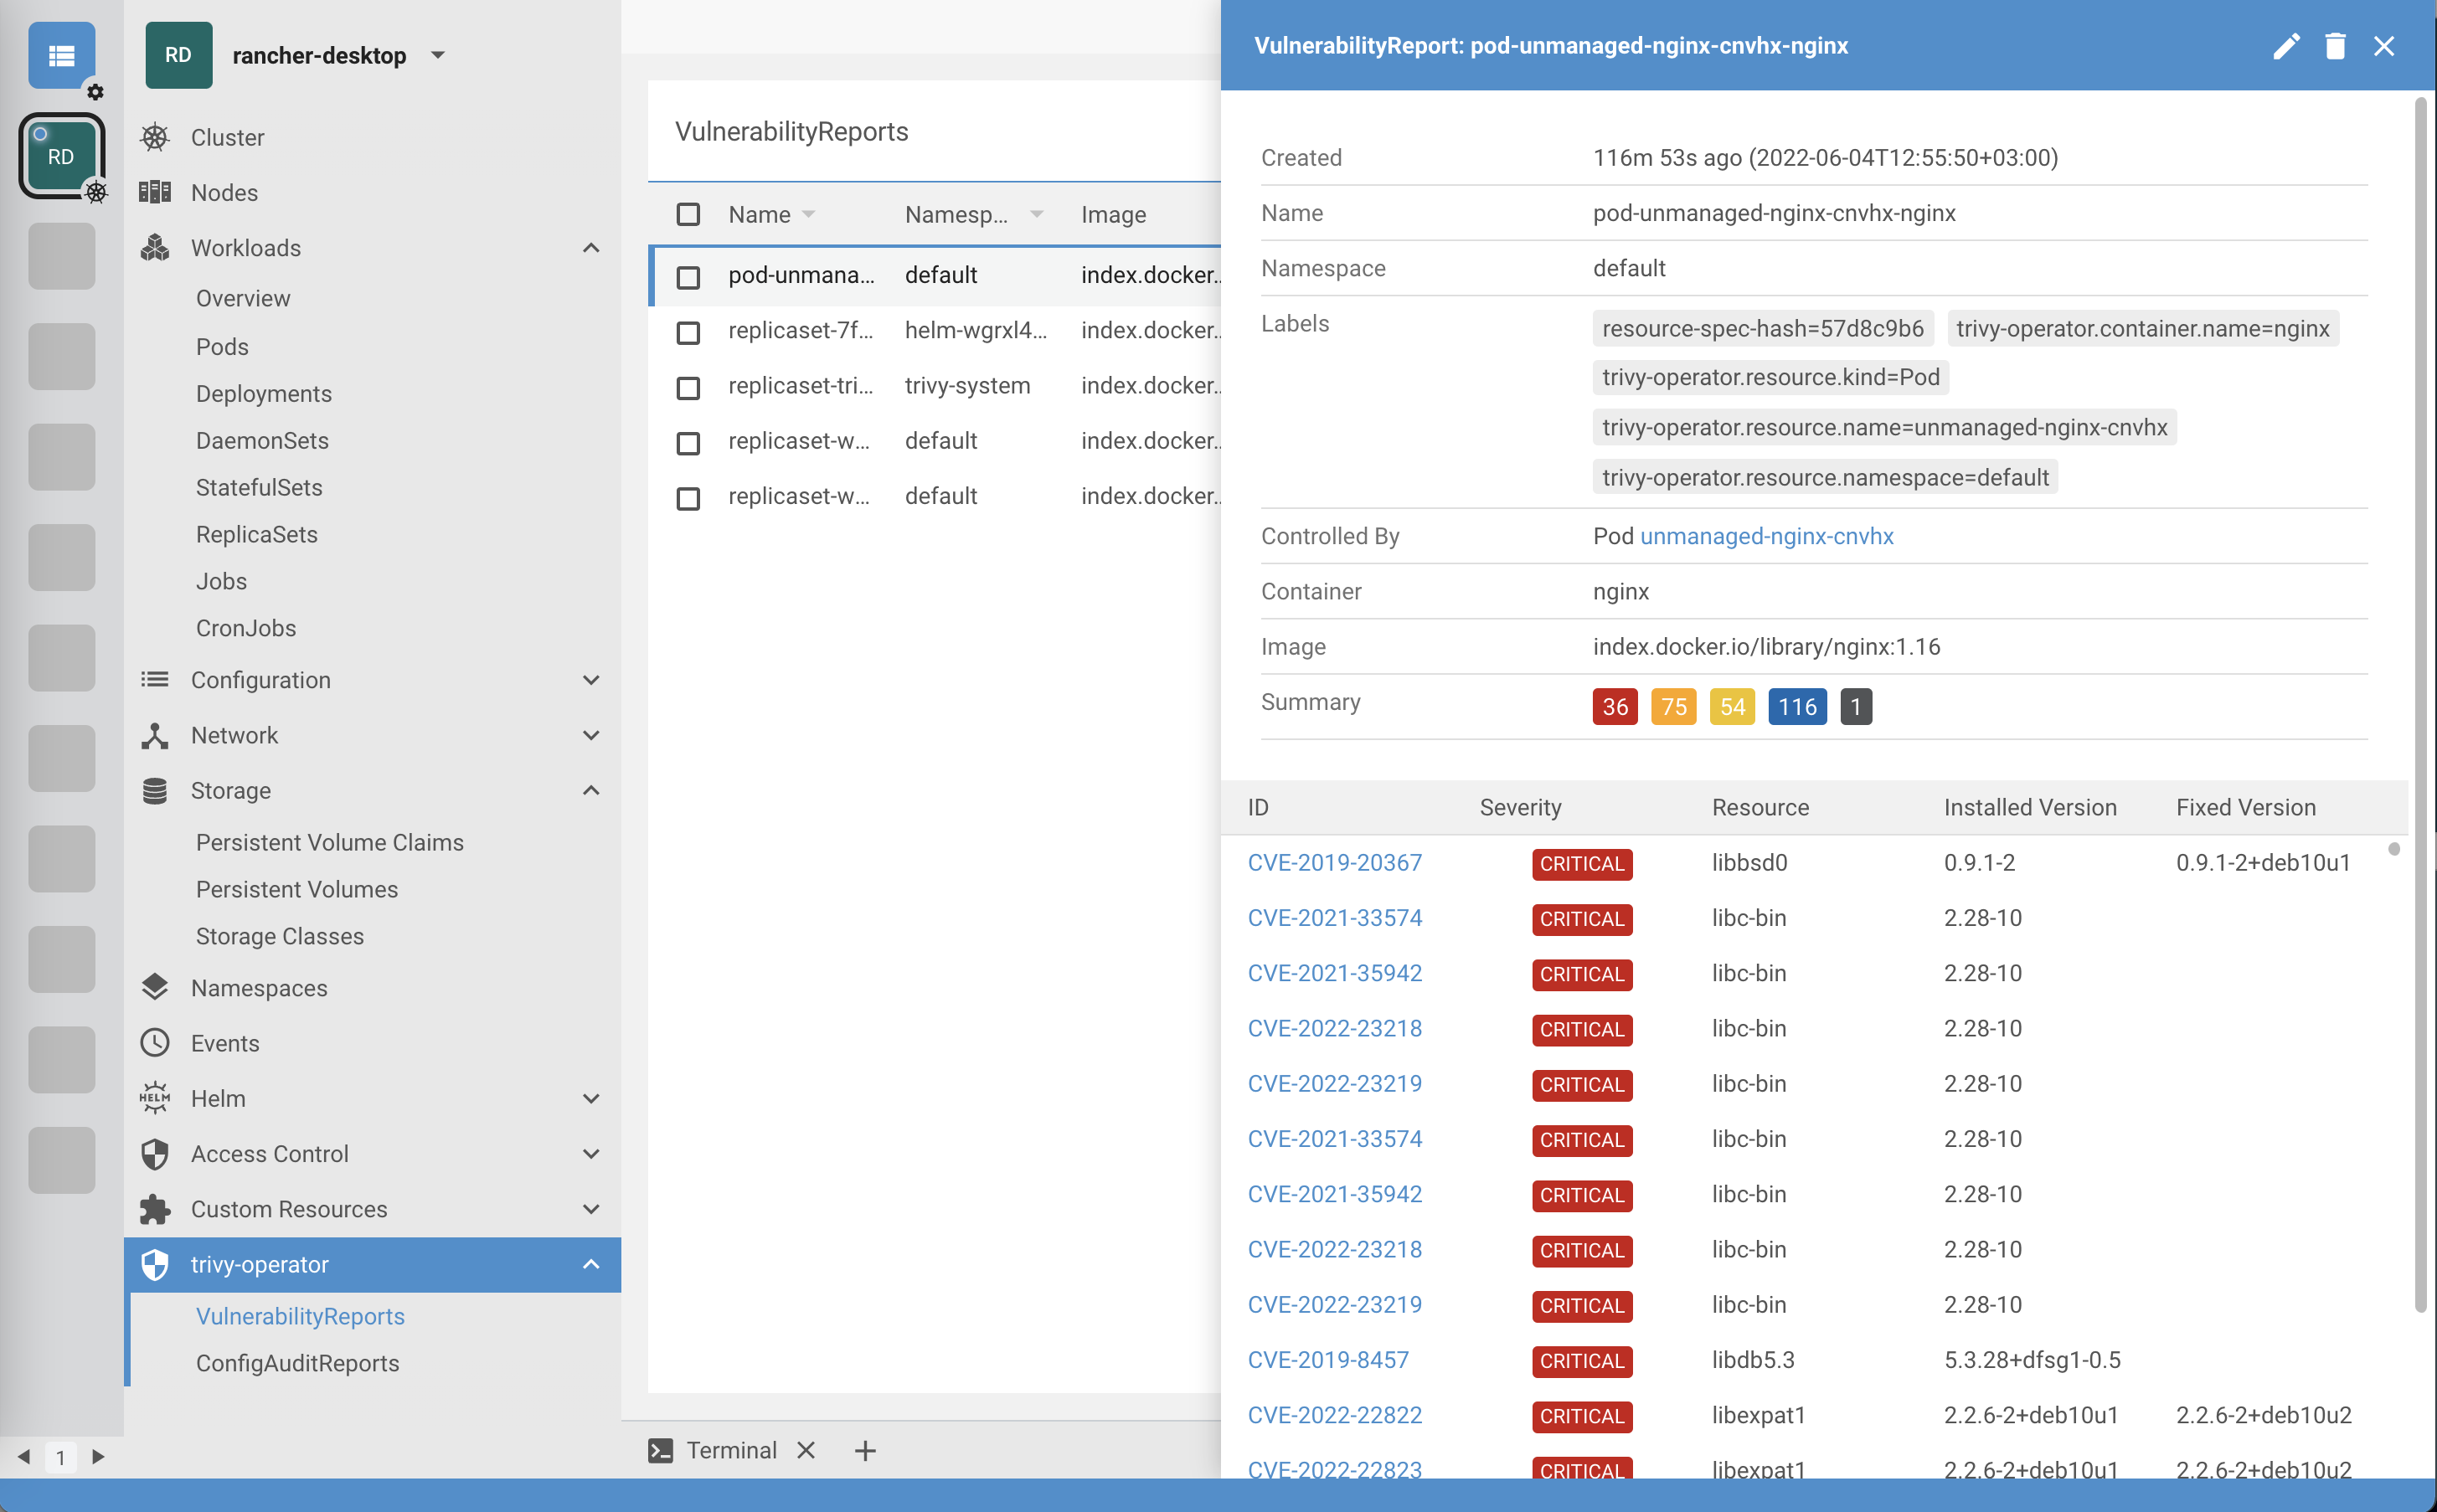 RD rancher-desktop
RD
Cluster
Nodes
Workloads
Overview
Pods
Deployments
DaemonSets
StatefulSets
ReplicaSets
Jobs
CronJobs
Configuration
Network
Storage
Persistent Volume Claims
Persistent Volumes
Storage Classes
Namespaces
Events
HELM Helm
Access Control
Custom Resources
trivy-operator
VulnerabilityReports
ConfigAuditReports
1
VulnerabilityReports
Name Namesp... Image
pod-unmana... default index.docker..
replicaset-7f... helm-wgrxl4... index.docker..
replicaset-tri... trivy-system index.docker..
replicaset-w... default index.docker..
replicaset-w... default index.docker..
Terminal
VulnerabilityReport: pod-unmanaged-nginx-cnvhx-nginx
Created 116m 53s ago (2022-06-04T12:55:50+03:00)
Name pod-unmanaged-nginx-cnvhx-nginx
Namespace default
Labels resource-spec-hash=57d8c9b6 trivy-operator.container.name=nginx
trivy-operator.resource.kind=Pod
trivy-operator.resource.name=unmanaged-nginx-cnvhx
trivy-operator.resource.namespace=default
Controlled By Pod unmanaged-nginx-cnvhx
Container nginx
Image index.docker.io/library/nginx:1.16
Summary 36 75 54 116 1
ID Severity Resource Installed Version Fixed Version
CVE-2019-20367 CRITICAL libbsd0 0.9.1-2 0.9.1-2+deb10u1
CVE-2021-33574 CRITICAL libc-bin 2.28-10
CVE-2021-35942 CRITICAL libc-bin 2.28-10
CVE-2022-23218 CRITICAL libc-bin 2.28-10
CVE-2022-23219 CRITICAL libc-bin 2.28-10
CVE-2021-33574 CRITICAL libc-bin 2.28-10
CVE-2021-35942 CRITICAL libc-bin 2.28-10
CVE-2022-23218 CRITICAL libc-bin 2.28-10
CVE-2022-23219 CRITICAL libc-bin 2.28-10
CVE-2019-8457 CRITICAL libdb5.3 5.3.28+dfsg1-0.5
CVE-2022-22822 CRITICAL libexpat1 2.2.6-2+deb10u1 2.2.6-2+deb10u2
CVE-2022-22823 CRITICAL libexpat1 2.2.6-2+deb10u1 2.2.6-2+deb10u2